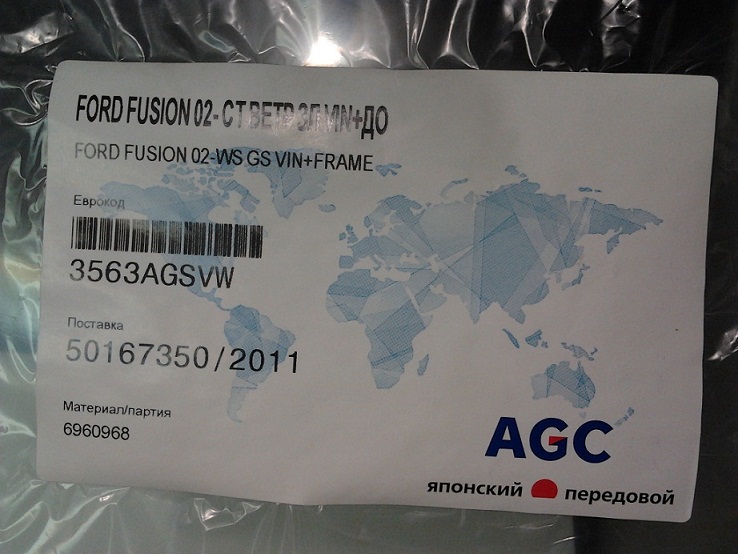 FORD FUSION 02- СТ ВЕТР ЗЛ VIN+ДО
FORD FUSION 02-WS GS VIN+FRAME
Еврокод
3563AGSVW
Поставка
50167350/2011
Материал/партия
6960968
AGC
японский передовой